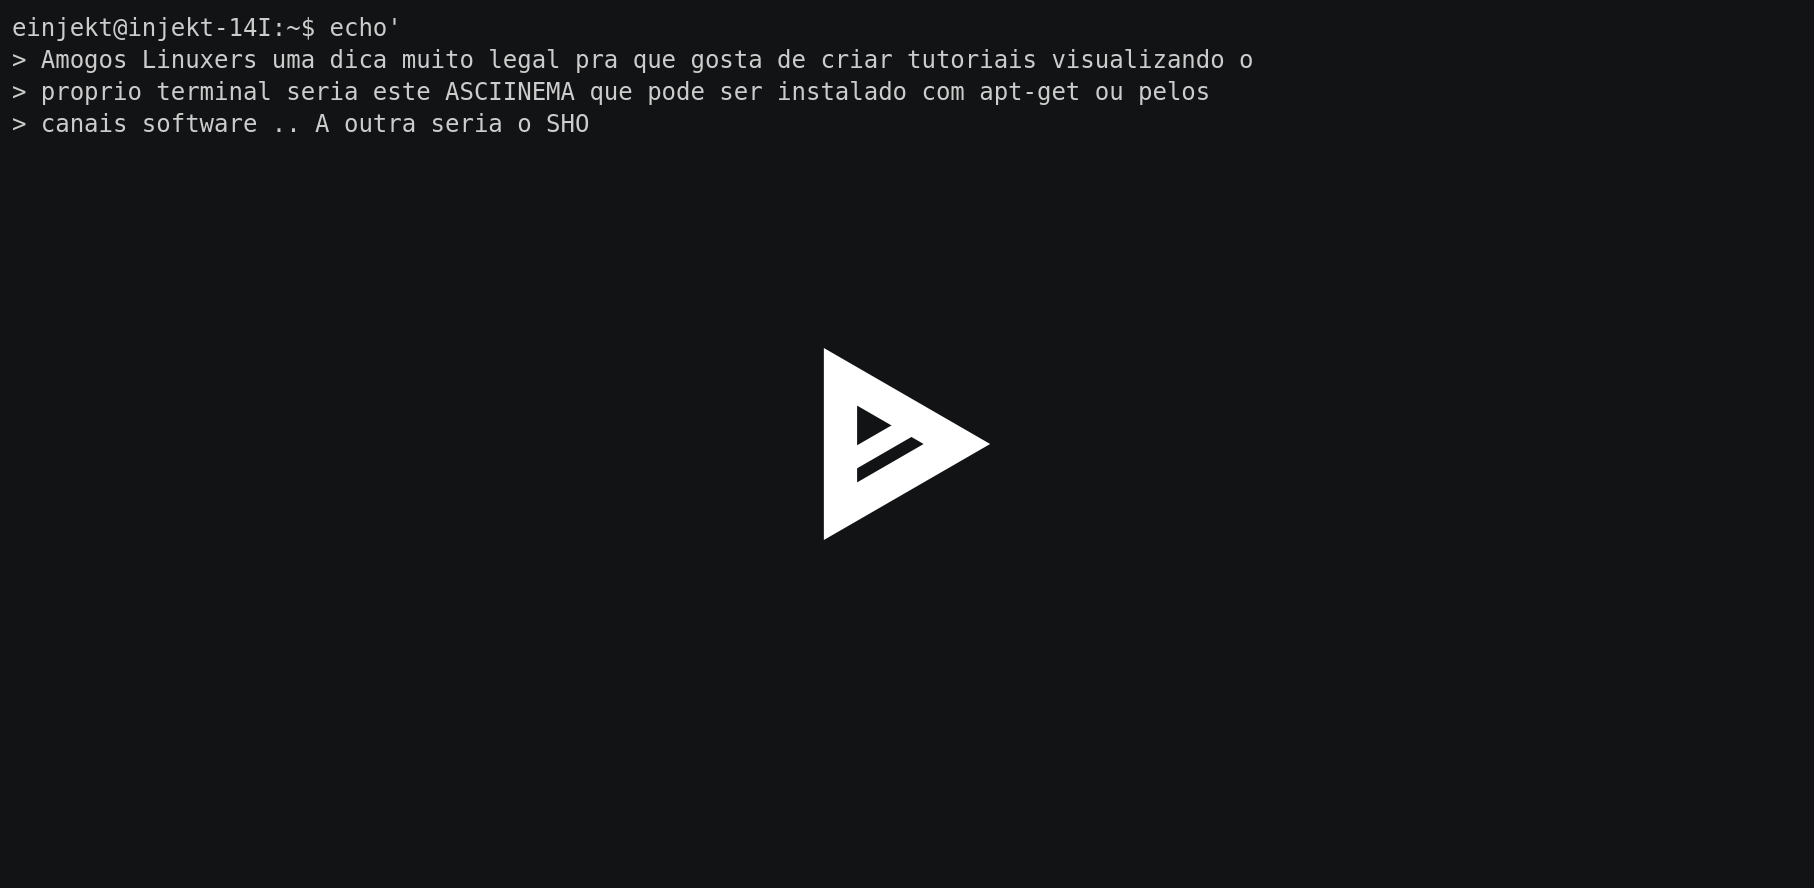 einjekt@injekt-14I:~$ echo'
> Amogos Linuxers uma dica muito legal pra que gosta de criar tutoriais visualizando o
> proprio terminal seria este ASCIINEMA que pode ser instalado com apt-get ou pelos
> canais software .. A outra seria o SHO